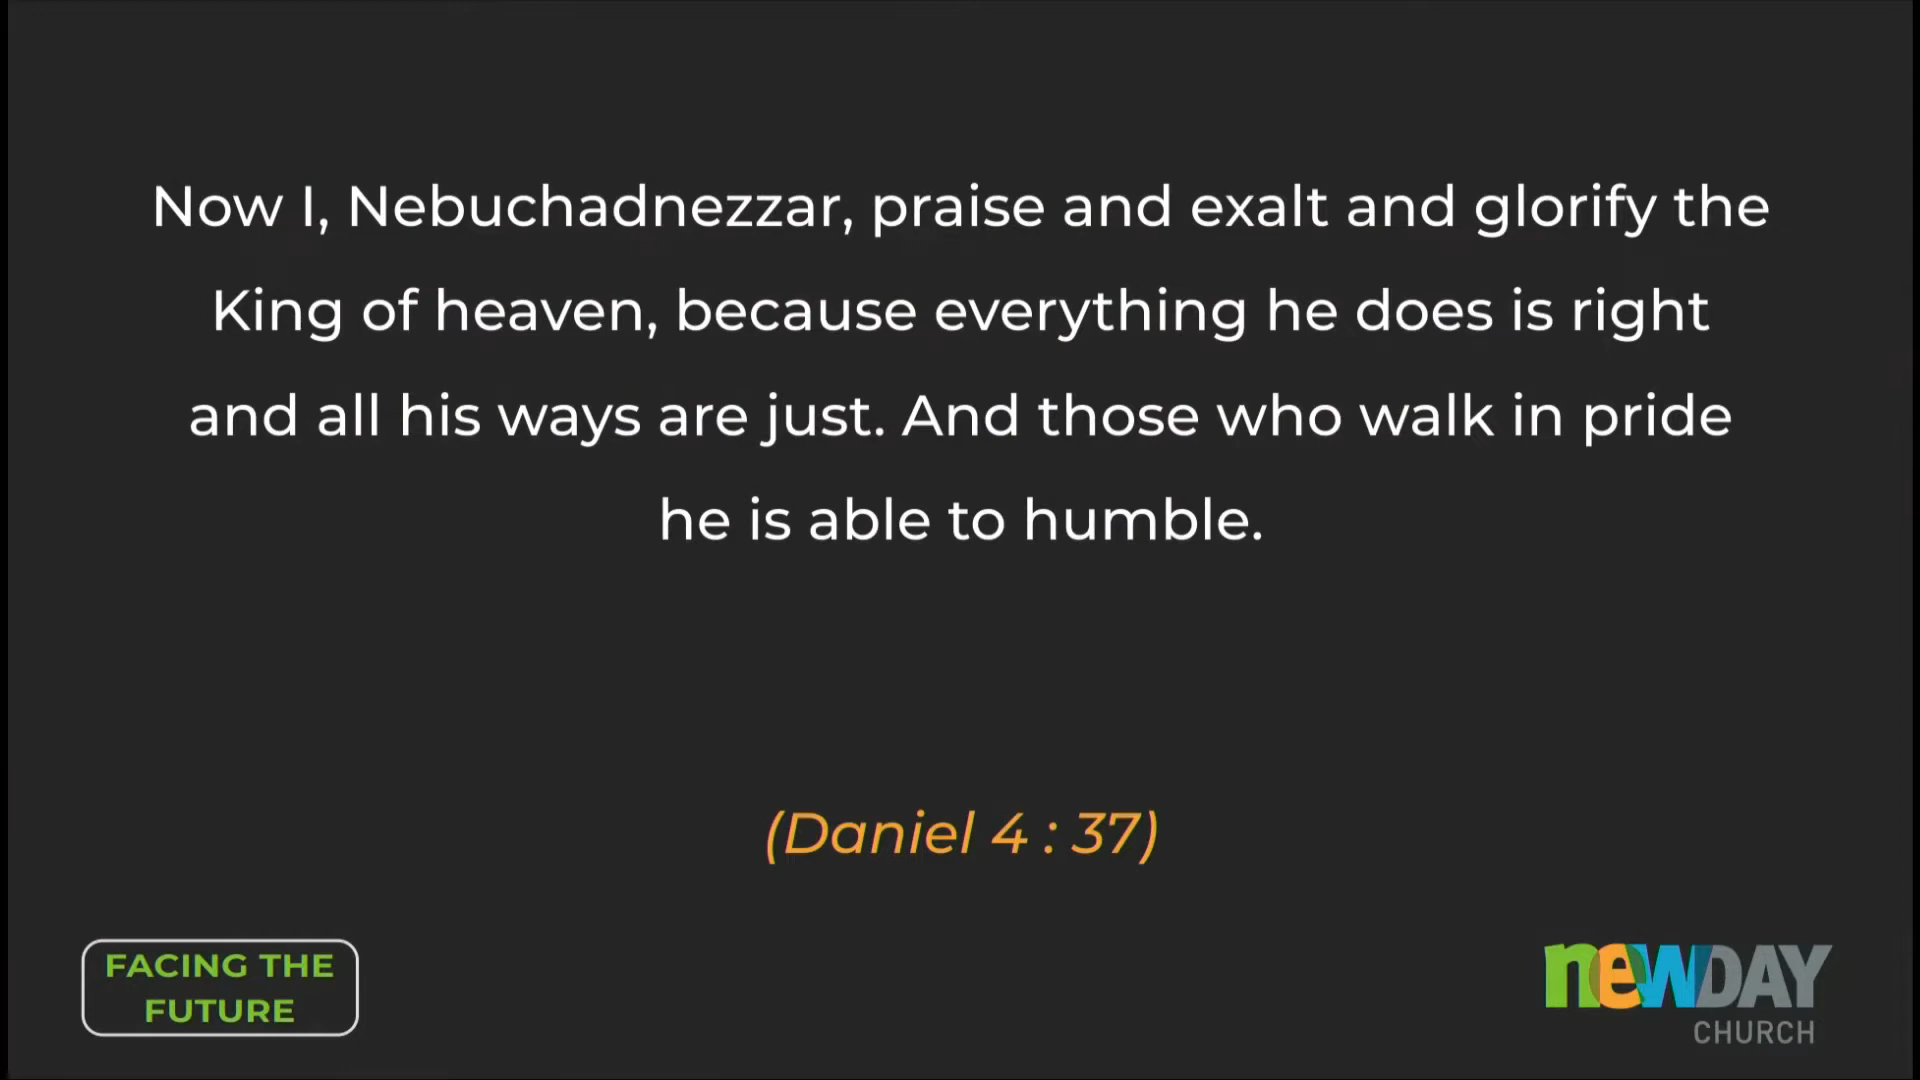 Now I, Nebuchadnezzar, praise and exalt and glorify the
King of heaven, because everything he does is right
and all his ways are just. And those who walk in pride
he is able to humble.
(Daniel 4 : 37)
FACING THE
FUTURE
newDAY
CHURCH